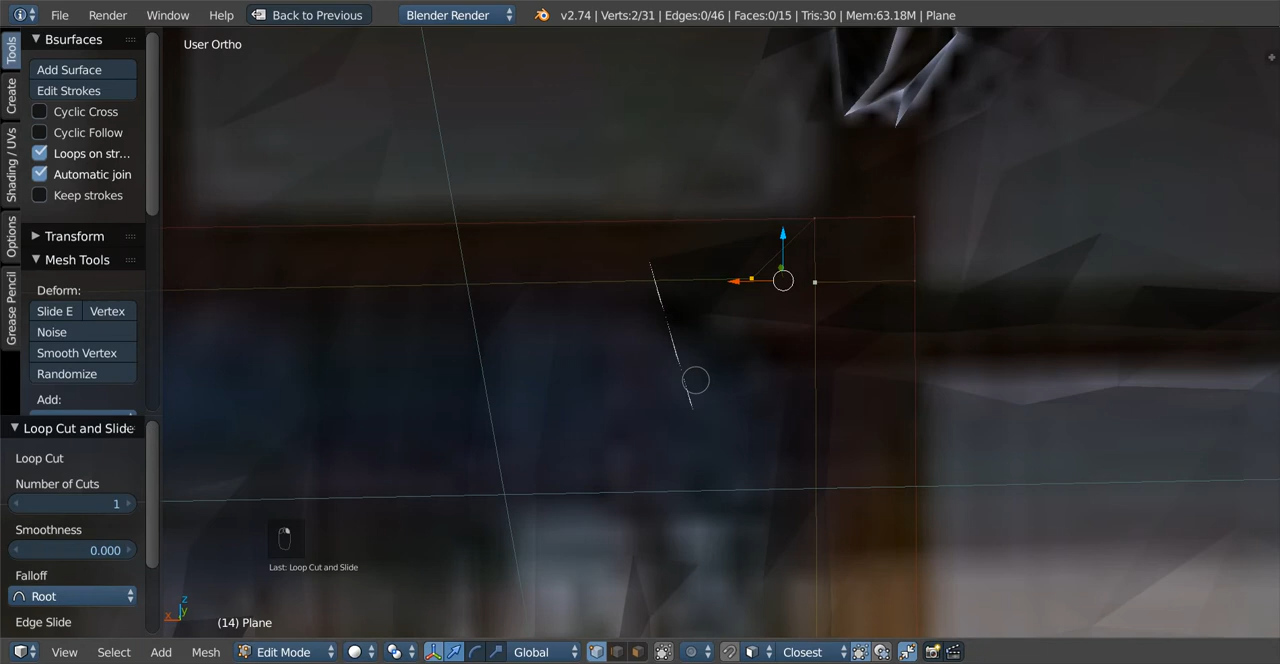 File Render Window Help Back to Previous Blender Render v2.74 | Verts:2/31 | Edges:0/46 | Faces:0/15 | Tris:30 | Mem:63.18M | Plane
Tools
Create
Shading / UVs
Options
Grease Pencil
Bsurfaces
Add Surface
Edit Strokes
Cyclic Cross
Cyclic Follow
Loops on str...
Automatic join
Keep strokes
Transform
Mesh Tools
Deform:
Slide E Vertex
Noise
Smooth Vertex
Randomize
Add:
Loop Cut and Slide
Loop Cut
Number of Cuts
1
Smoothness
0.000
Falloff
Root
Edge Slide
User Ortho
Last: Loop Cut and Slide
z
x y
(14) Plane
View Select Add Mesh Edit Mode Global Closest